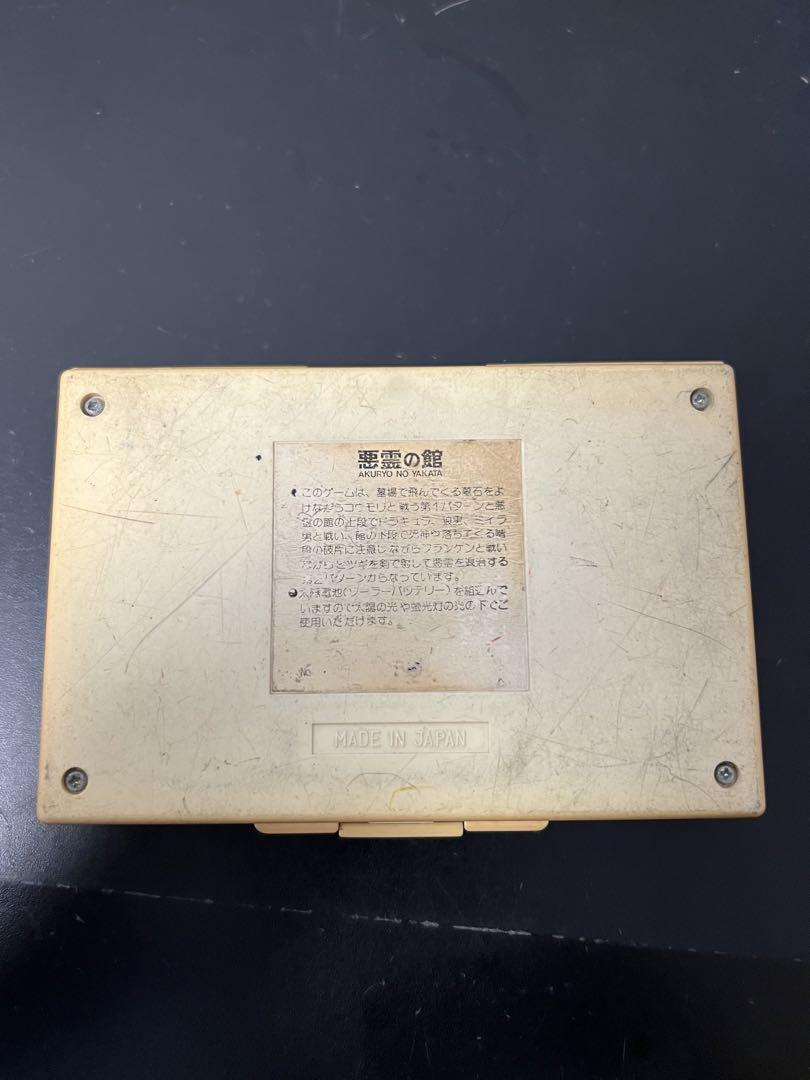 悪霊の館
AKURYO NO YAKATA
このゲームは、墓場で飛んでくる墓石をよ
けながらコウモリと戦う第1パターンと悪
霊の館の上段でドラキュラ、狼男、ミイラ
男と戦い、館の下段で死神や落ちてくる
の破片に注意しながらフランケンと戦い
ながらヒツギを剣で射して悪霊を退治する
第2パターンからなっています。
太陽電池(ソーラーバッテリー)を組込んで
いますので太陽の光や螢光灯の光の下でご
使用いただけます。
No.
MADE IN JAPAN